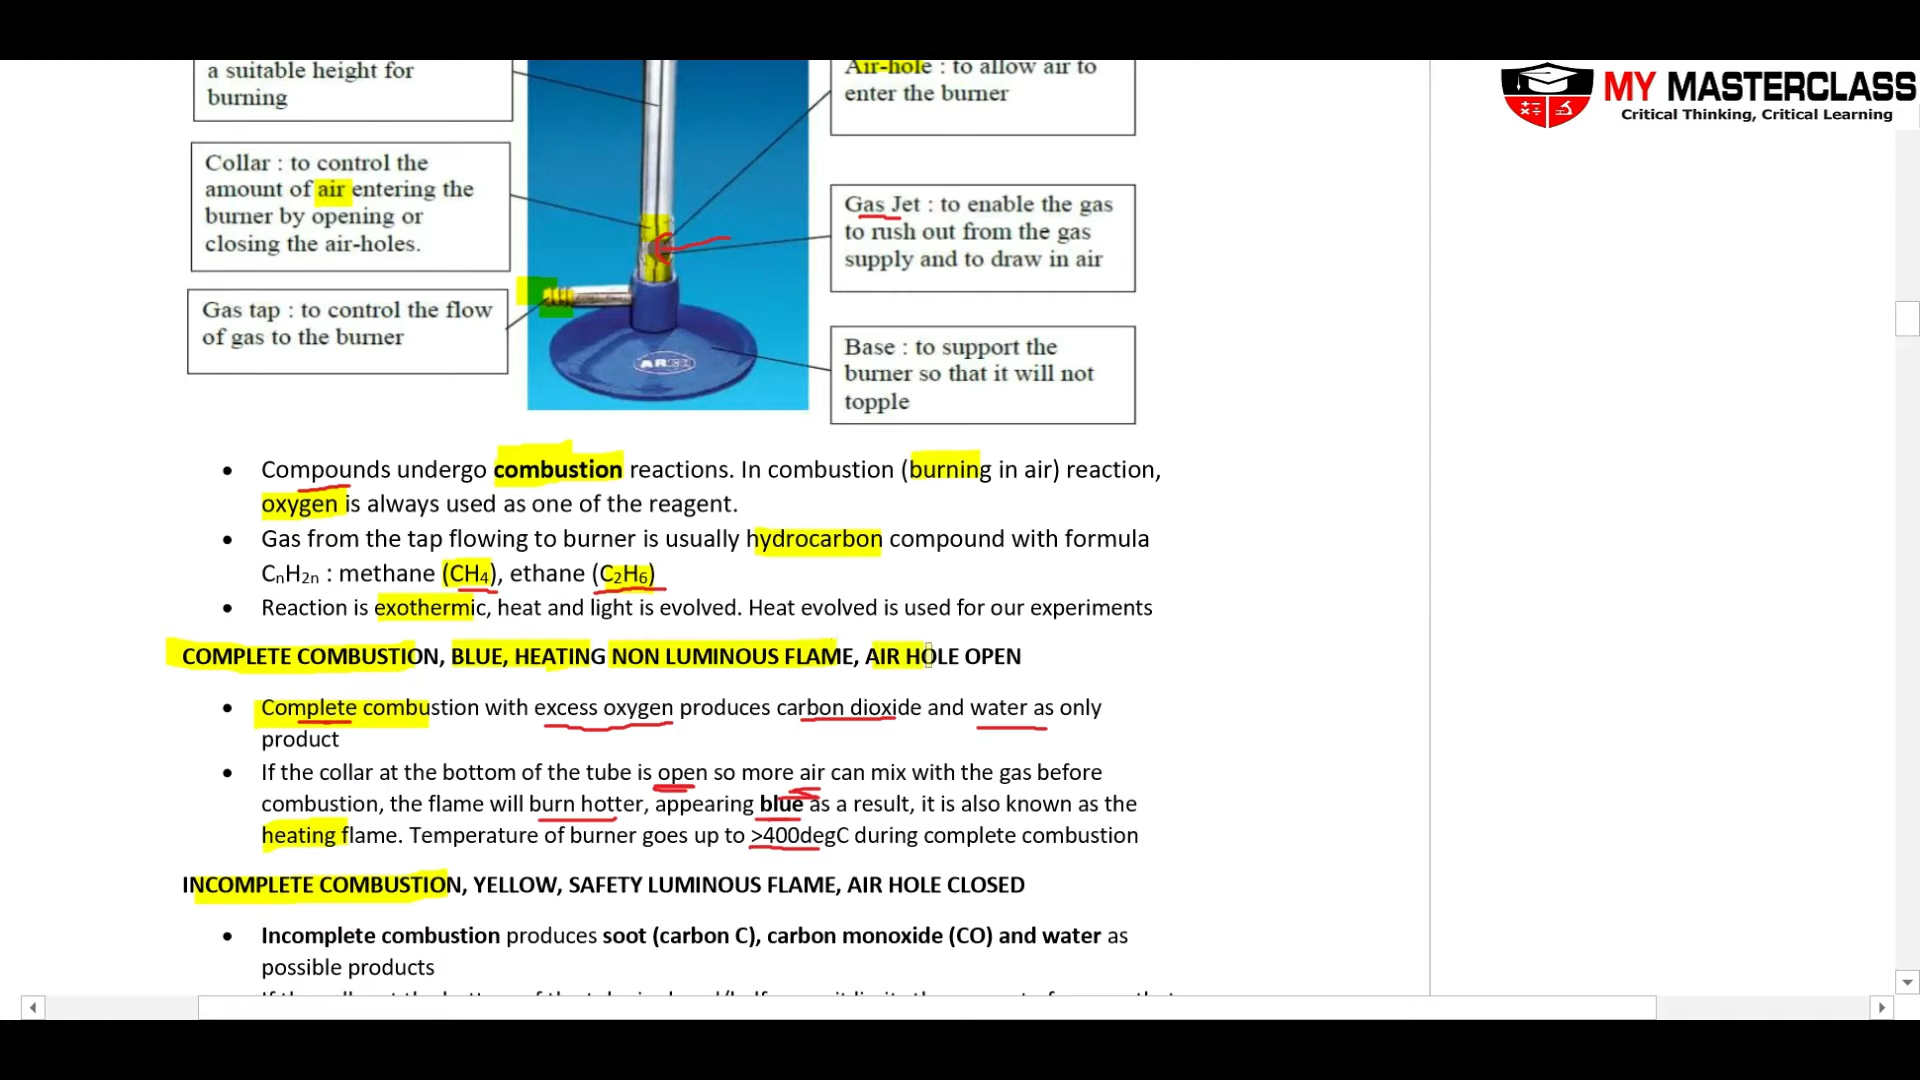 a suitable height for
burning
Air-hole : to allow air to
enter the burner
MY MASTERCLASS
Critical Thinking, Critical Learning
Collar : to control the
amount of air entering the
burner by opening or
closing the air-holes.
Gas Jet : to enable the gas
to rush out from the gas
supply and to draw in air
Gas tap : to control the flow
of gas to the burner
Base : to support the
burner so that it will not
topple
• Compounds undergo combustion reactions. In combustion (burning in air) reaction,
oxygen is always used as one of the reagent.
• Gas from the tap flowing to burner is usually hydrocarbon compound with formula
CₙH₂ₙ : methane (CH₄), ethane (C₂H₆)
• Reaction is exothermic, heat and light is evolved. Heat evolved is used for our experiments
COMPLETE COMBUSTION, BLUE, HEATING NON LUMINOUS FLAME, AIR HOLE OPEN
• Complete combustion with excess oxygen produces carbon dioxide and water as only
product
• If the collar at the bottom of the tube is open so more air can mix with the gas before
combustion, the flame will burn hotter, appearing blue as a result, it is also known as the
heating flame. Temperature of burner goes up to >400degC during complete combustion
INCOMPLETE COMBUSTION, YELLOW, SAFETY LUMINOUS FLAME, AIR HOLE CLOSED
• Incomplete combustion produces soot (carbon C), carbon monoxide (CO) and water as
possible products